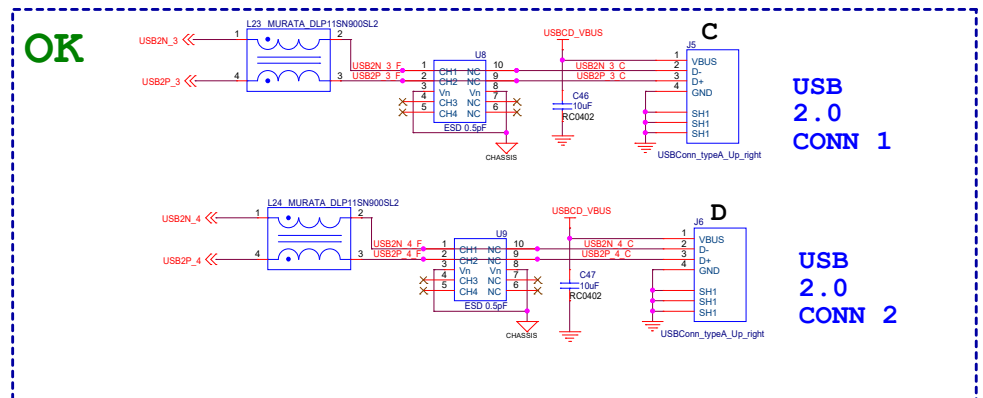 OK
L23 MURATA_DLP11SN900SL2
USB2N_3
1
2
USB2P_3
4
3
USB2N_3_F
USB2P_3_F
U8
1 CH1 NC 10
2 CH2 NC 9
3 Vn Vn 8
4 CH3 NC 7
5 CH4 NC 6
ESD 0.5pF
CHASSIS
USBCD_VBUS
USB2N_3_C
USB2P_3_C
C46
10uF
RC0402
C
J5
1 VBUS
2 D-
3 D+
4 GND
SH1
SH1
SH1
USBConn_typeA_Up_right
USB
2.0
CONN 1
L24 MURATA_DLP11SN900SL2
USB2N_4
1
2
USB2P_4
4
3
USB2N_4_F
USB2P_4_F
U9
1 CH1 NC 10
2 CH2 NC 9
3 Vn Vn 8
4 CH3 NC 7
5 CH4 NC 6
ESD 0.5pF
CHASSIS
USBCD_VBUS
USB2N_4_C
USB2P_4_C
C47
10uF
RC0402
D
J6
1 VBUS
2 D-
3 D+
4 GND
SH1
SH1
SH1
USBConn_typeA_Up_right
USB
2.0
CONN 2